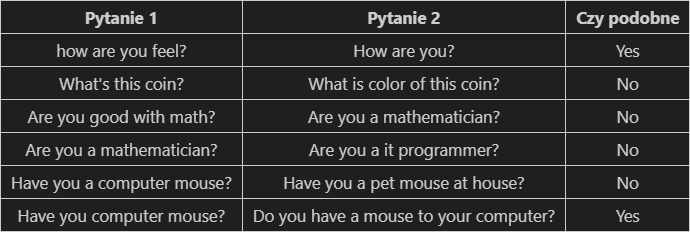 Pytanie 1 Pytanie 2 Czy podobne
how are you feel? How are you? Yes
What's this coin? What is color of this coin? No
Are you good with math? Are you a mathematician? No
Are you a mathematician? Are you a it programmer? No
Have you a computer mouse? Have you a pet mouse at house? No
Have you computer mouse? Do you have a mouse to your computer? Yes